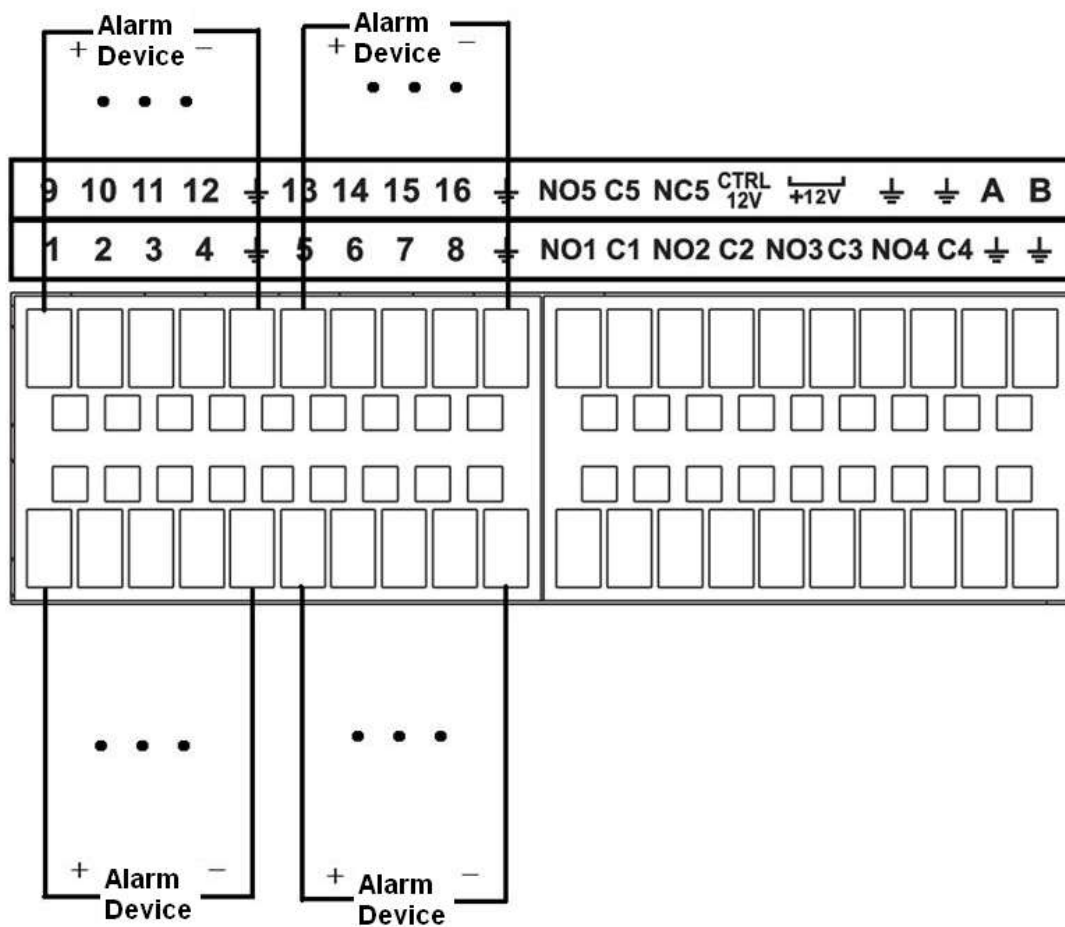 Alarm Device
+ −
Alarm Device
+ −
9 10 11 12 ⏚ 13 14 15 16 ⏚ NO5 C5 NC5 CTRL 12V +12V ⏚ ⏚ A B
1 2 3 4 ⏚ 5 6 7 8 ⏚ NO1 C1 NO2 C2 NO3 C3 NO4 C4 ⏚ ⏚
+ −
Alarm Device
+ −
Alarm Device